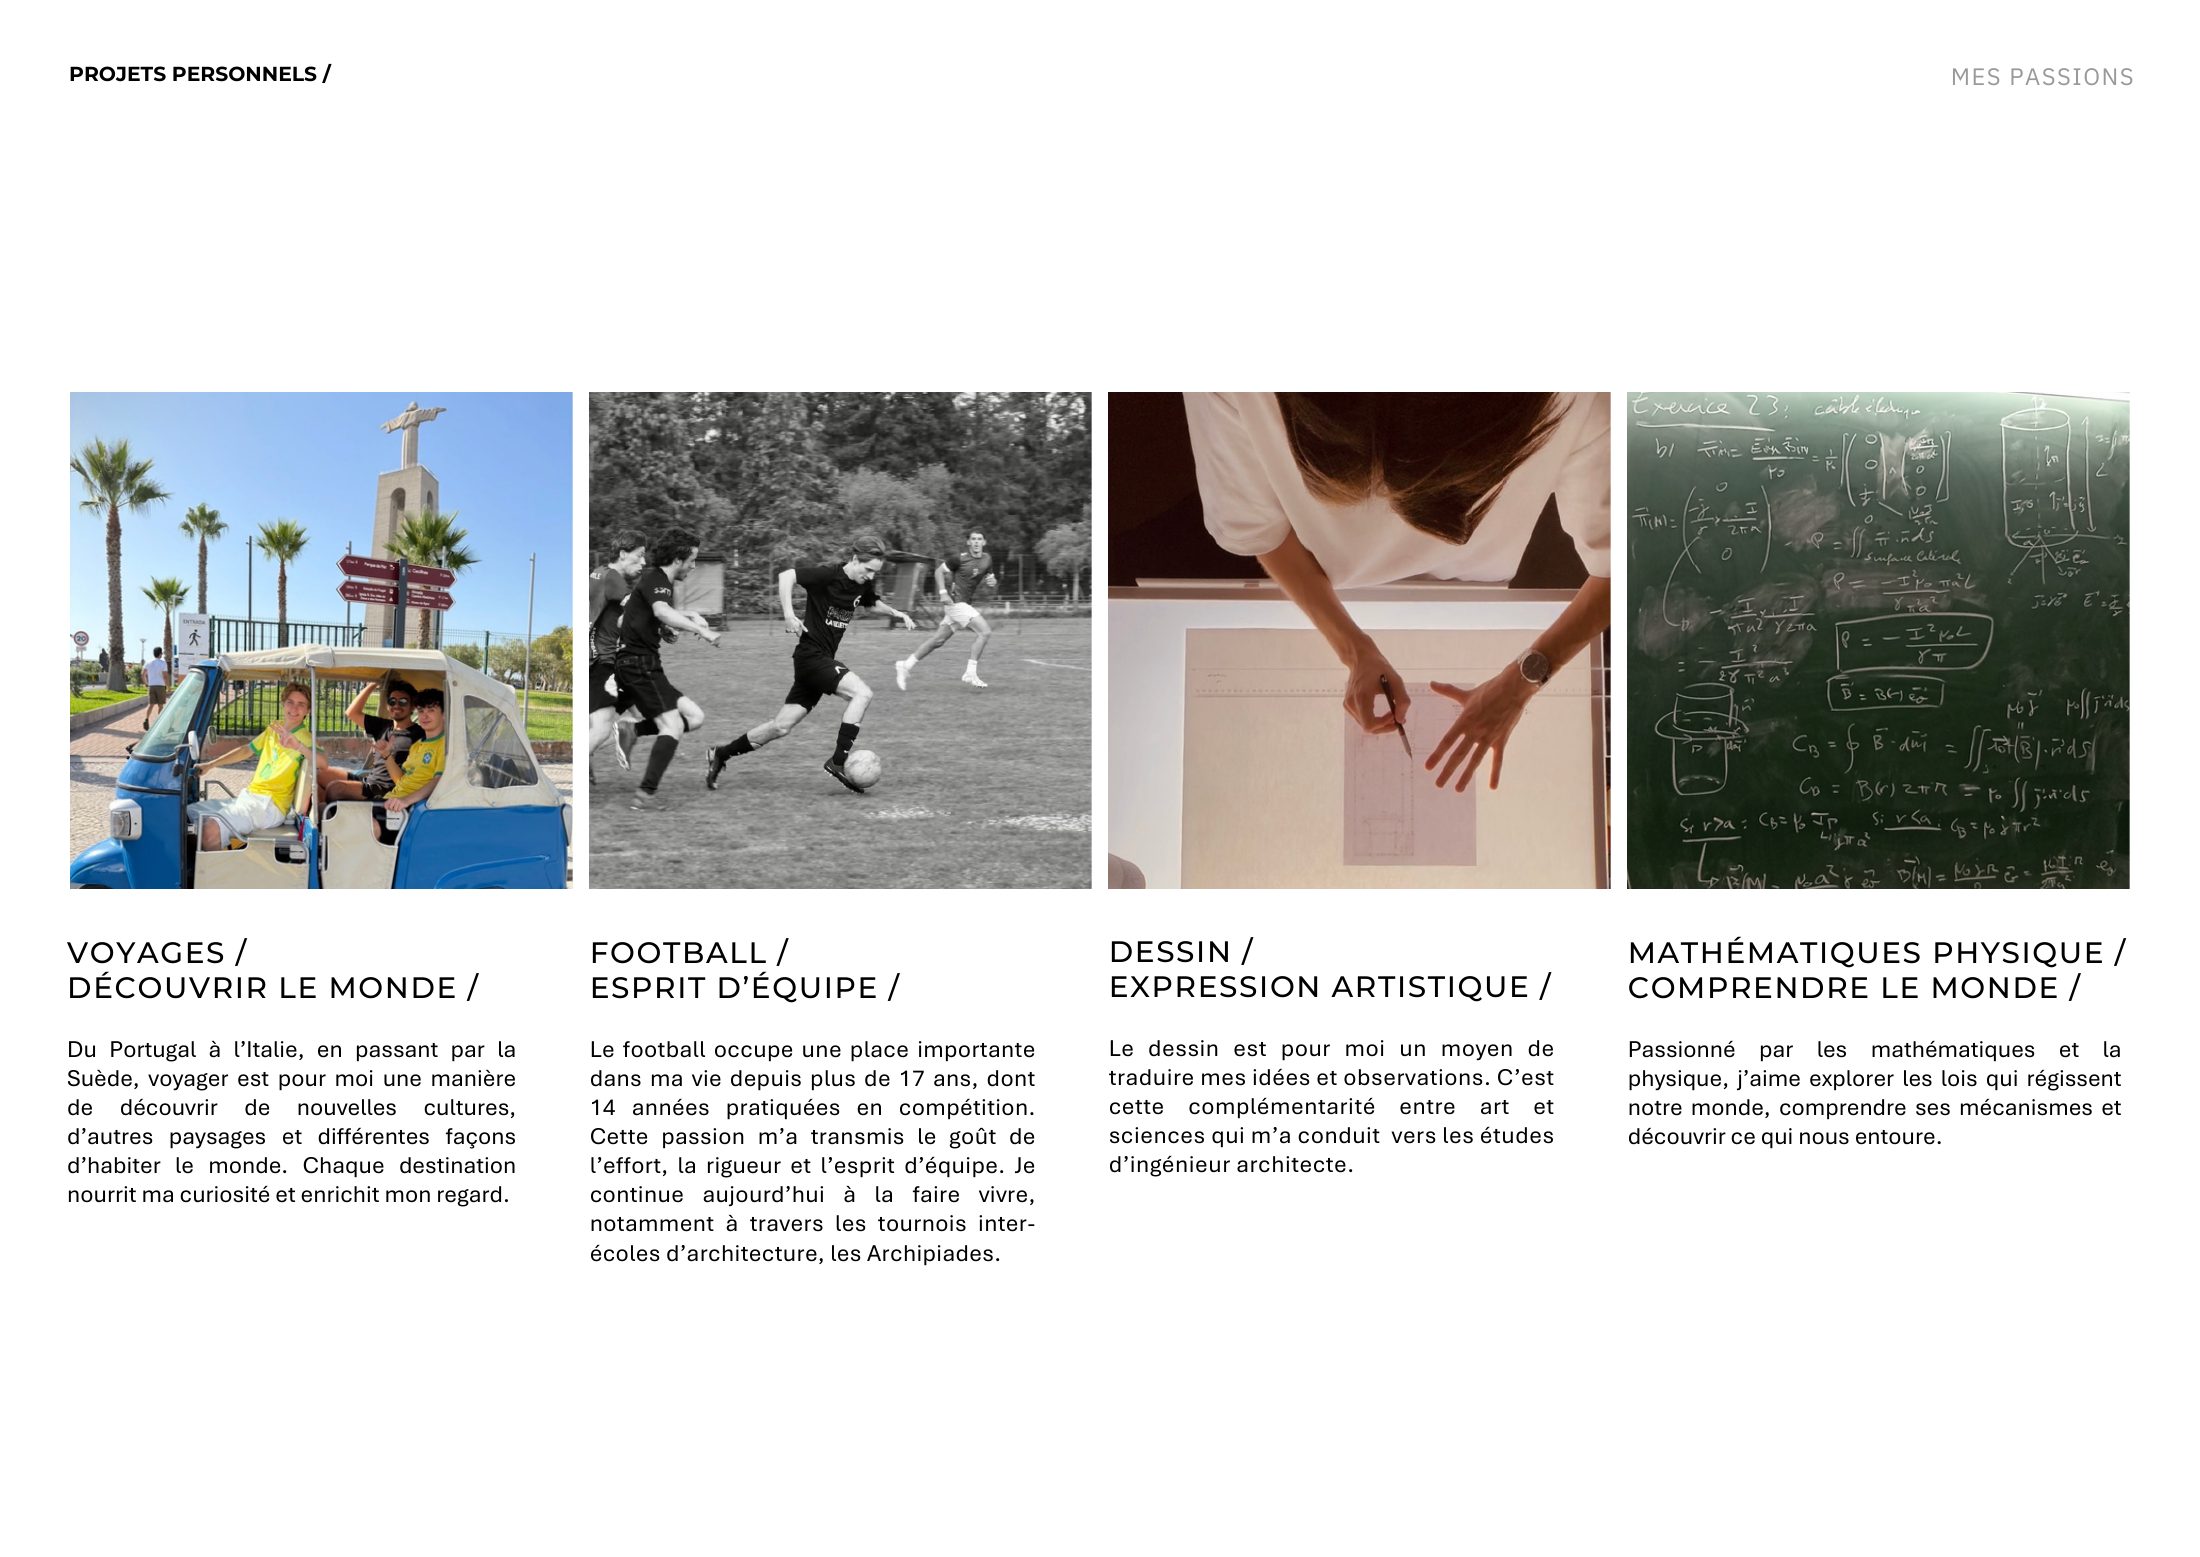 PROJETS PERSONNELS /
MES PASSIONS
ENTRADA
20
Exercice 23:
b)
surface latérale
VOYAGES /
DÉCOUVRIR LE MONDE /
Du Portugal à l’Italie, en passant par la
Suède, voyager est pour moi une manière
de découvrir de nouvelles cultures,
d’autres paysages et différentes façons
d’habiter le monde. Chaque destination
nourrit ma curiosité et enrichit mon regard.
FOOTBALL /
ESPRIT D’ÉQUIPE /
Le football occupe une place importante
dans ma vie depuis plus de 17 ans, dont
14 années pratiquées en compétition.
Cette passion m’a transmis le goût de
l’effort, la rigueur et l’esprit d’équipe. Je
continue aujourd’hui à la faire vivre,
notamment à travers les tournois inter-
écoles d’architecture, les Archipiades.
DESSIN /
EXPRESSION ARTISTIQUE /
Le dessin est pour moi un moyen de
traduire mes idées et observations. C’est
cette complémentarité entre art et
sciences qui m’a conduit vers les études
d’ingénieur architecte.
MATHÉMATIQUES PHYSIQUE /
COMPRENDRE LE MONDE /
Passionné par les mathématiques et la
physique, j’aime explorer les lois qui régissent
notre monde, comprendre ses mécanismes et
découvrir ce qui nous entoure.